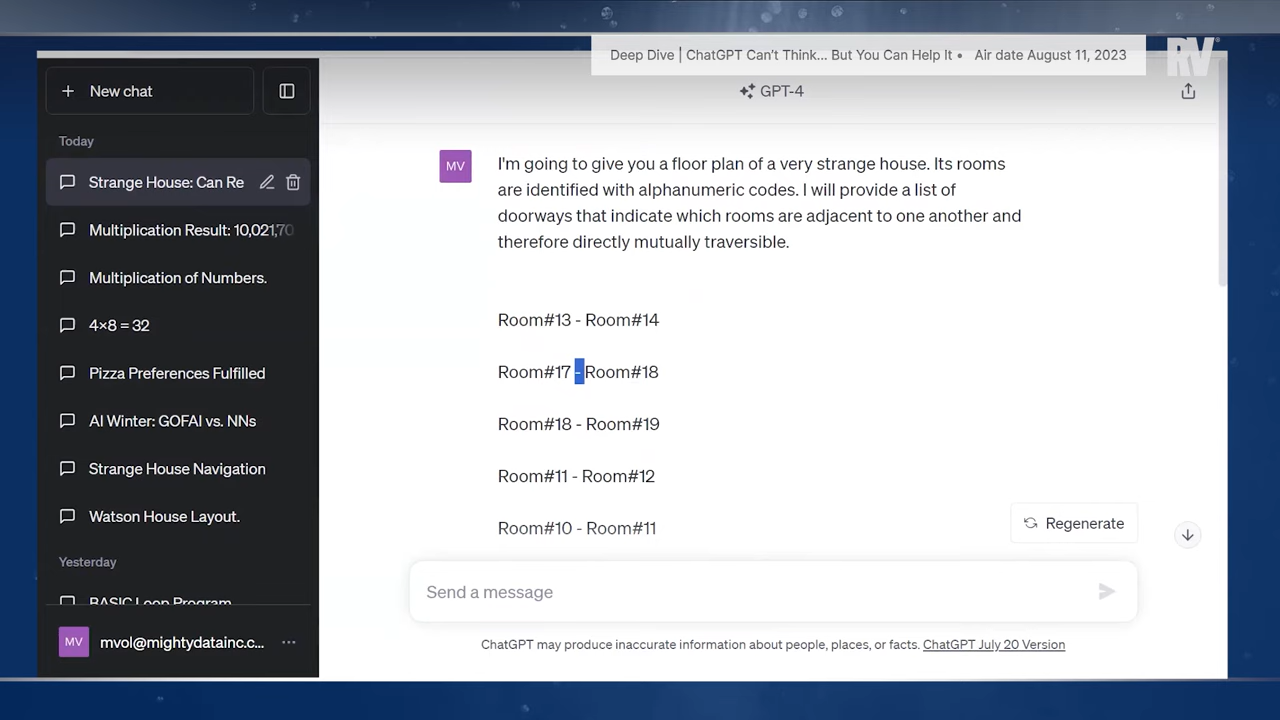 Deep Dive | ChatGPT Can't Think... But You Can Help It • Air date August 11, 2023
RV
New chat
Today
Strange House: Can Re
Multiplication Result: 10,021,70
Multiplication of Numbers.
4×8 = 32
Pizza Preferences Fulfilled
AI Winter: GOFAI vs. NNs
Strange House Navigation
Watson House Layout.
Yesterday
BASIC Loop Program
MV mvol@mightydatainc.c...
GPT-4
MV
I'm going to give you a floor plan of a very strange house. Its rooms
are identified with alphanumeric codes. I will provide a list of
doorways that indicate which rooms are adjacent to one another and
therefore directly mutually traversible.
Room#13 - Room#14
Room#17 - Room#18
Room#18 - Room#19
Room#11 - Room#12
Room#10 - Room#11
Regenerate
Send a message
ChatGPT may produce inaccurate information about people, places, or facts. ChatGPT July 20 Version